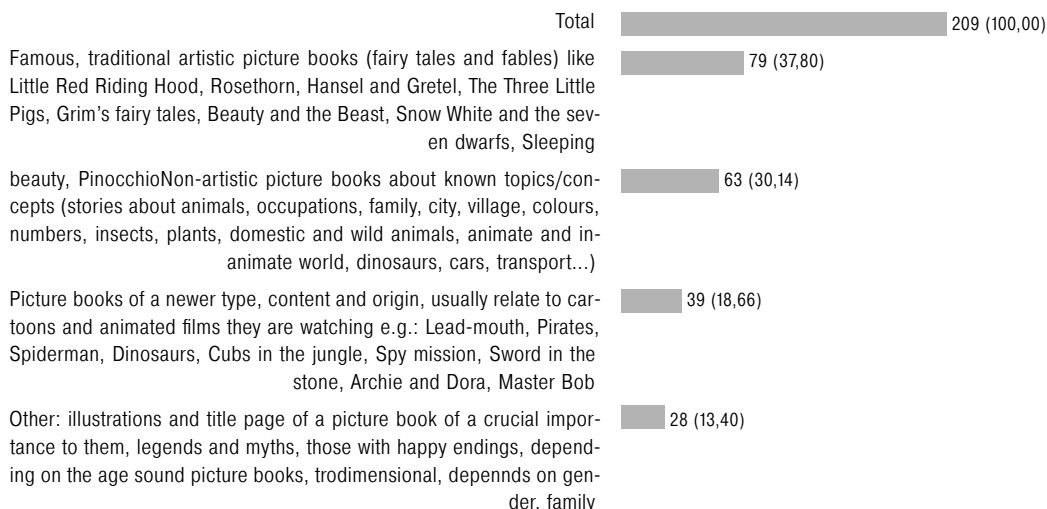 Total 209 (100,00)
Famous, traditional artistic picture books (fairy tales and fables) like 79 (37,80)
Little Red Riding Hood, Rosethorn, Hansel and Gretel, The Three Little
Pigs, Grim's fairy tales, Beauty and the Beast, Snow White and the sev-
en dwarfs, Sleeping
beauty, PinocchioNon-artistic picture books about known topics/con- 63 (30,14)
cepts (stories about animals, occupations, family, city, village, colours,
numbers, insects, plants, domestic and wild animals, animate and in-
animate world, dinosaurs, cars, transport...)
Picture books of a newer type, content and origin, usually relate to car- 39 (18,66)
toons and animated films they are watching e.g.: Lead-mouth, Pirates,
Spiderman, Dinosaurs, Cubs in the jungle, Spy mission, Sword in the
stone, Archie and Dora, Master Bob
Other: illustrations and title page of a picture book of a crucial impor- 28 (13,40)
tance to them, legends and myths, those with happy endings, depend-
ing on the age sound picture books, trodimensional, depennds on gen-
der, family